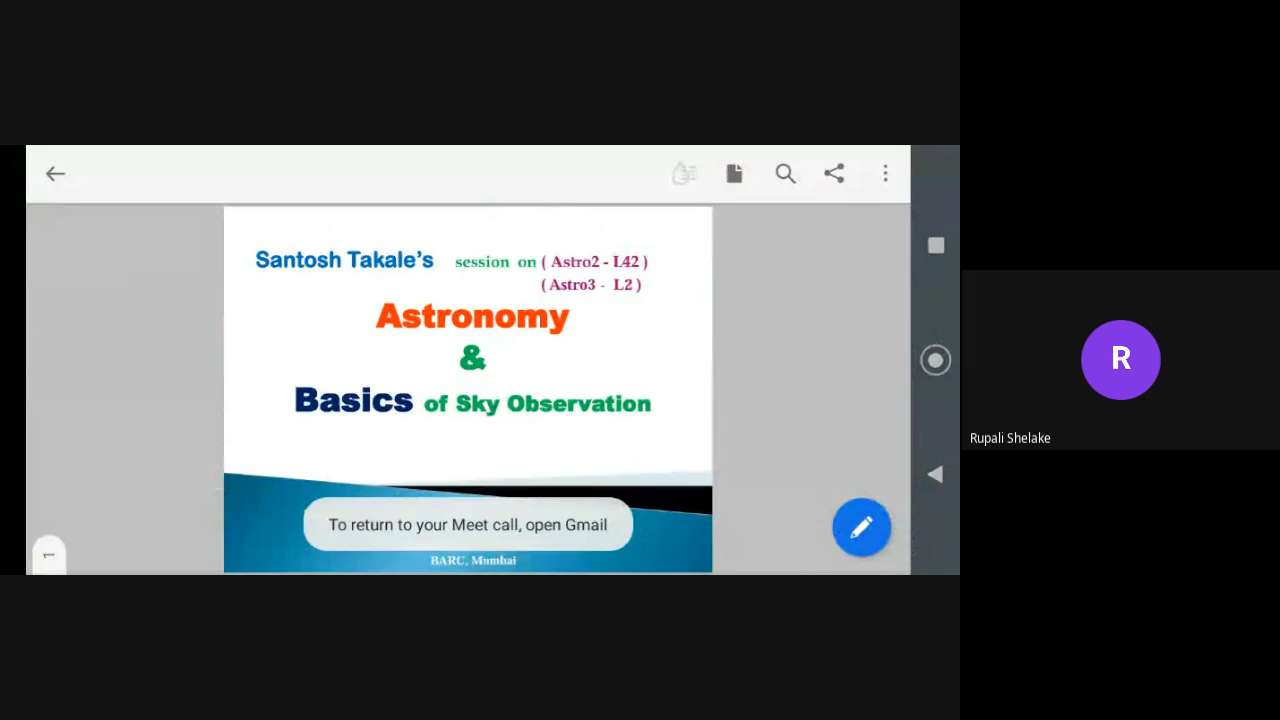 Santosh Takale's session on ( Astro2 - L42 )
( Astro3 - L2 )
Astronomy
&
Basics of Sky Observation
To return to your Meet call, open Gmail
BARC, Mumbai
1
R
Rupali Shelake